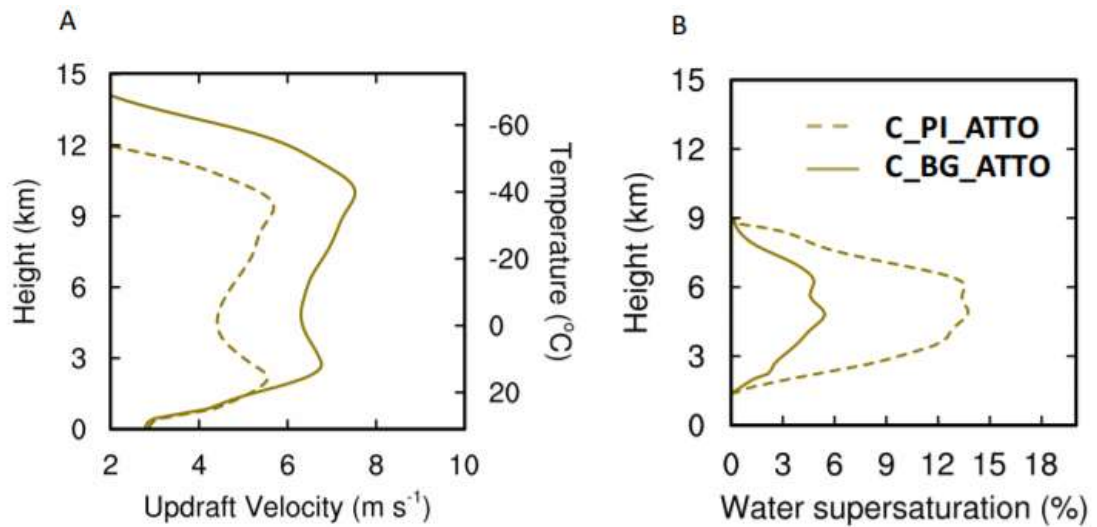 A
15
12
9
6
3
0
Height (km)
2 4 6 8 10
Updraft Velocity (m s⁻¹)
-60
-40
-20
0
20
Temperature (°C)
B
15
12
9
6
3
0
Height (km)
C_PI_ATTO
C_BG_ATTO
0 3 6 9 12 15 18
Water supersaturation (%)